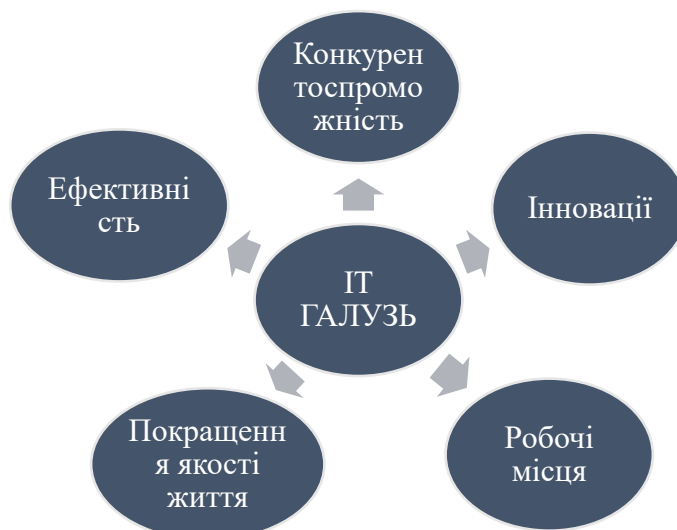 Конкурен
тоспромо
жність
Ефективні
сть
Інновації
ІТ
ГАЛУЗЬ
Покращенн
я якості
життя
Робочі
місця